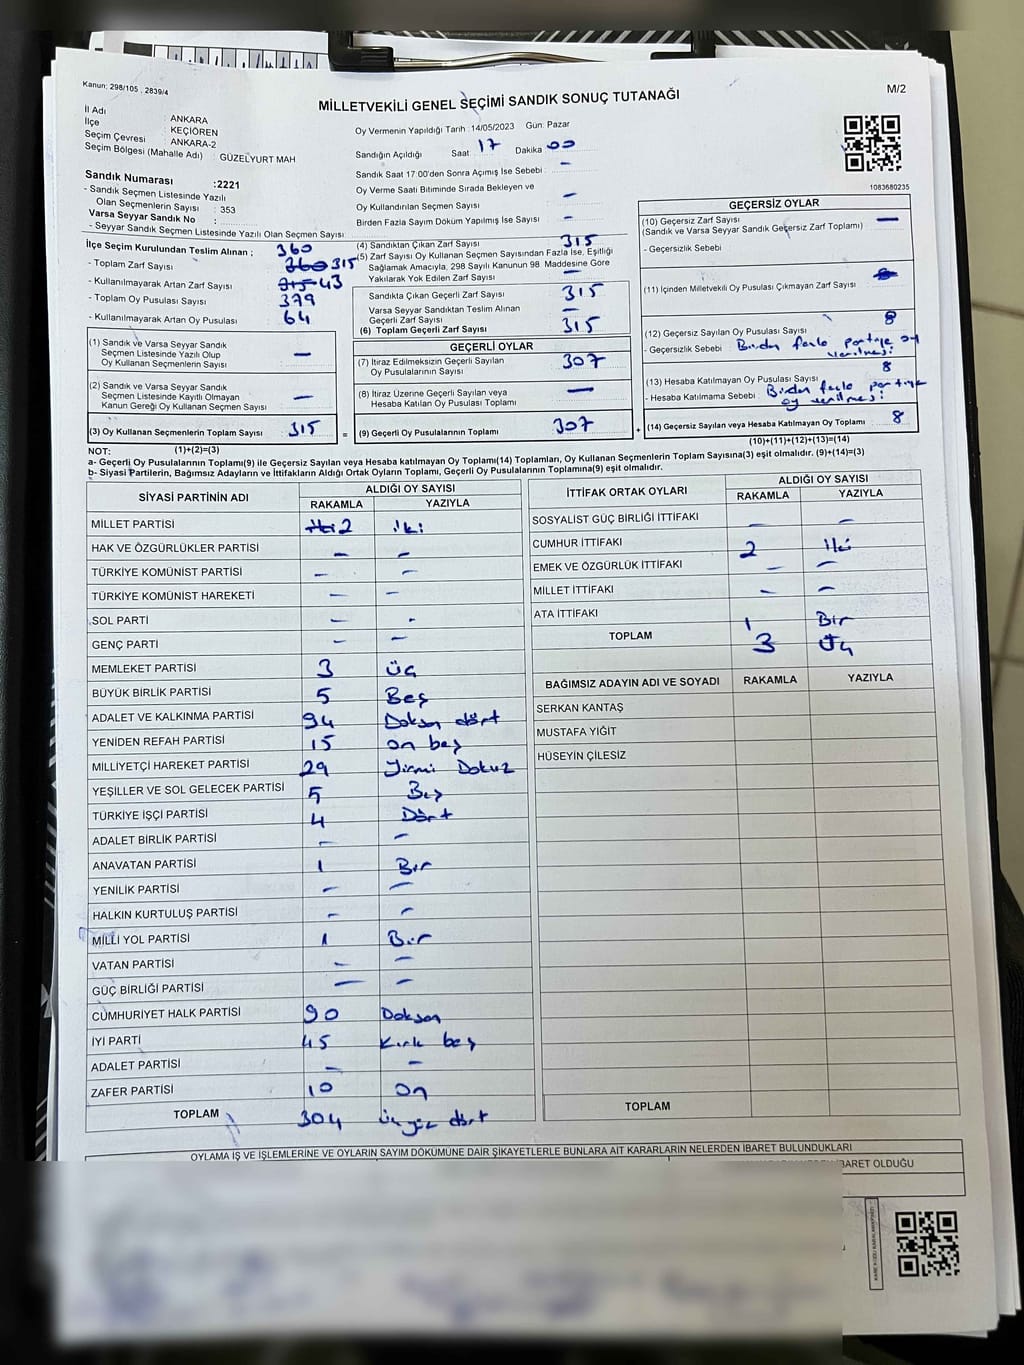 Kanun: 298/105 , 2839/4
MİLLETVEKİLİ GENEL SEÇİMİ SANDIK SONUÇ TUTANAĞI
M/2
İl Adı : ANKARA
İlçe : KEÇİÖREN
Seçim Çevresi : ANKARA-2
Seçim Bölgesi (Mahalle Adı) : GÜZELYURT MAH
Sandık Numarası :2221
- Sandık Seçmen Listesinde Yazılı
Olan Seçmenlerin Sayısı : 353
Varsa Seyyar Sandık No :
- Seyyar Sandık Seçmen Listesinde Yazılı Olan Seçmen Sayısı:
Oy Vermenin Yapıldığı Tarih :14/05/2023 Gün: Pazar
Sandığın Açıldığı Saat 17 Dakika 00
Sandık Saat 17:00'den Sonra Açımış İse Sebebi : –
Oy Verme Saati Bitiminde Sırada Bekleyen ve
Oy Kullandırılan Seçmen Sayısı –
Birden Fazla Sayım Döküm Yapılmış İse Sayısı –
1083680235
İlçe Seçim Kurulundan Teslim Alınan ;
- Toplam Zarf Sayısı 360
- Kullanılmayarak Artan Zarf Sayısı 43
- Toplam Oy Pusulası Sayısı 379
- Kullanılmayarak Artan Oy Pusulası 64
360 315
315
(4) Sandıktan Çıkan Zarf Sayısı 315
(5) Zarf Sayısı Oy Kullanan Seçmen Sayısından Fazla İse, Eşitliği
Sağlamak Amacıyla, 298 Sayılı Kanunun 98. Maddesine Göre
Yakılarak Yok Edilen Zarf Sayısı –
Sandıkta Çıkan Geçerli Zarf Sayısı 315
Varsa Seyyar Sandıktan Teslim Alınan
Geçerli Zarf Sayısı –
(6) Toplam Geçerli Zarf Sayısı 315
GEÇERSİZ OYLAR
(10) Geçersiz Zarf Sayısı –
(Sandık ve Varsa Seyyar Sandık Geçersiz Zarf Toplamı)
- Geçersizlik Sebebi
(11) İçinden Milletvekili Oy Pusulası Çıkmayan Zarf Sayısı
(12) Geçersiz Sayılan Oy Pusulası Sayısı 8
- Geçersizlik Sebebi Birden fazla partiye oy verilmesi
(13) Hesaba Katılmayan Oy Pusulası Sayısı 8
- Hesaba Katılmama Sebebi Birden fazla partiye oy verilmesi
(14) Geçersiz Sayılan veya Hesaba Katılmayan Oy Toplamı 8
(10)+(11)+(12)+(13)=(14)
(1) Sandık ve Varsa Seyyar Sandık
Seçmen Listesinde Yazılı Olup
Oy Kullanan Seçmenlerin Sayısı –
(2) Sandık ve Varsa Seyyar Sandık
Seçmen Listesinde Kayıtlı Olmayan
Kanun Gereği Oy Kullanan Seçmen Sayısı –
(3) Oy Kullanan Seçmenlerin Toplam Sayısı 315 =
(1)+(2)=(3)
GEÇERLİ OYLAR
(7) İtiraz Edilmeksizin Geçerli Sayılan
Oy Pusulalarının Sayısı 307
(8) İtiraz Üzerine Geçerli Sayılan veya
Hesaba Katılan Oy Pusulası Toplamı –
(9) Geçerli Oy Pusulalarının Toplamı 307 +
NOT:
a- Geçerli Oy Pusulalarının Toplamı(9) ile Geçersiz Sayılan veya Hesaba Katılmayan Oy Toplamı(14) Toplamları, Oy Kullanan Seçmenlerin Toplam Sayısına(3) eşit olmalıdır. (9)+(14)=(3)
b- Siyasi Partilerin, Bağımsız Adayların ve İttifakların Aldığı Ortak Oyların Toplamı, Geçerli Oy Pusulalarının Toplamına(9) eşit olmalıdır.
SİYASİ PARTİNİN ADI ALDIĞI OY SAYISI
RAKAMLA YAZIYLA
MİLLET PARTİSİ 2 iki
HAK VE ÖZGÜRLÜKLER PARTİSİ – –
TÜRKİYE KOMÜNİST PARTİSİ – –
TÜRKİYE KOMÜNİST HAREKETİ – –
SOL PARTİ – -
GENÇ PARTİ – –
MEMLEKET PARTİSİ 3 üç
BÜYÜK BİRLİK PARTİSİ 5 Beş
ADALET VE KALKINMA PARTİSİ 94 Doksan dört
YENİDEN REFAH PARTİSİ 15 on beş
MİLLİYETÇİ HAREKET PARTİSİ 29 Yirmi Dokuz
YEŞİLLER VE SOL GELECEK PARTİSİ 5 Beş
TÜRKİYE İŞÇİ PARTİSİ 4 Dört
ADALET BİRLİK PARTİSİ – –
ANAVATAN PARTİSİ 1 Bir
YENİLİK PARTİSİ – –
HALKIN KURTULUŞ PARTİSİ – –
MİLLİ YOL PARTİSİ 1 Bir
VATAN PARTİSİ – –
GÜÇ BİRLİĞİ PARTİSİ – –
CUMHURİYET HALK PARTİSİ 90 Doksan
İYİ PARTİ 45 Kırk beş
ADALET PARTİSİ – –
ZAFER PARTİSİ 10 On
TOPLAM 304 üçyüz dört
İTTİFAK ORTAK OYLARI ALDIĞI OY SAYISI
RAKAMLA YAZIYLA
SOSYALİST GÜÇ BİRLİĞİ İTTİFAKI – –
CUMHUR İTTİFAKI 2 İki
EMEK VE ÖZGÜRLÜK İTTİFAKI – –
MİLLET İTTİFAKI – –
ATA İTTİFAKI 1 Bir
TOPLAM 3 Üç
BAĞIMSIZ ADAYIN ADI VE SOYADI RAKAMLA YAZIYLA
SERKAN KANTAŞ
MUSTAFA YİĞİT
HÜSEYİN ÇİLESİZ
TOPLAM
OYLAMA İŞ VE İŞLEMLERİNE VE OYLARIN SAYIM DÖKÜMÜNE DAİR ŞİKAYETLERLE BUNLARA AİT KARARLARIN NELERDEN İBARET BULUNDUKLARI
İBARET OLDUĞU